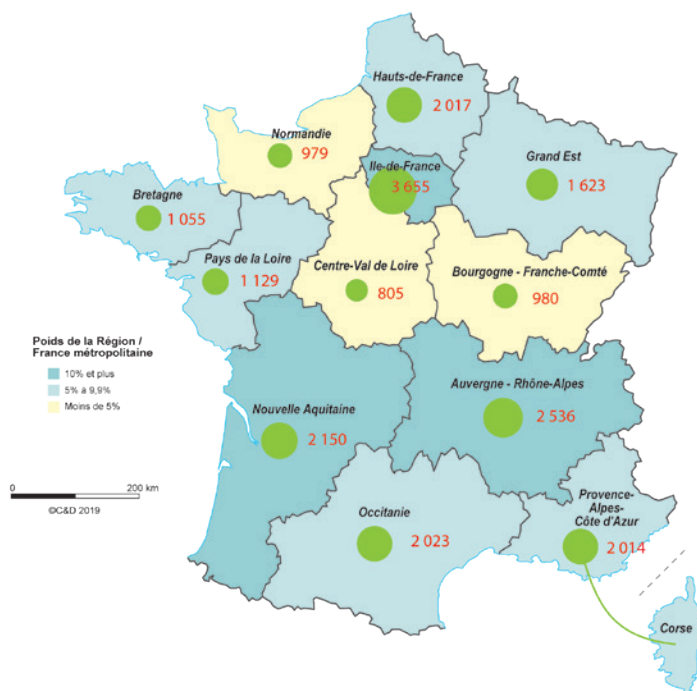 Hauts-de-France
2 017
Normandie
979
Ile-de-France
3 655
Grand Est
1 623
Bretagne
1 055
Pays de la Loire
1 129
Centre-Val de Loire
805
Bourgogne - Franche-Comté
980
Poids de la Région /
France métropolitaine
10% et plus
5% à 9,9%
Moins de 5%
Auvergne - Rhône-Alpes
2 536
Nouvelle Aquitaine
2 150
0 200 km
©C&D 2019
Occitanie
2 023
Provence-
Alpes-
Côte d'Azur
2 014
Corse